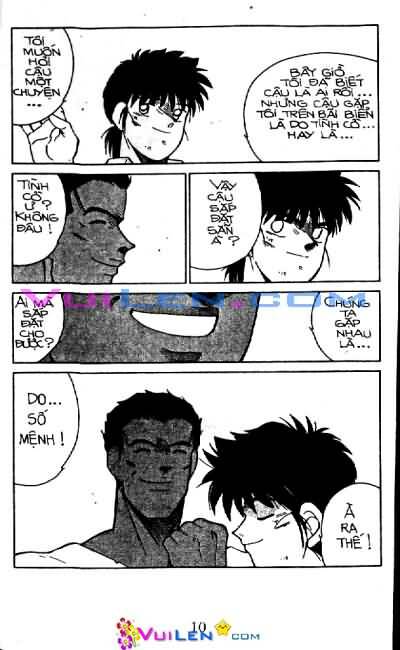 TÔI
MUỐN
HỎI
CẬU
MỘT
CHUYỆN
...
BÂY GIỜ
TÔI ĐÃ BIẾT
CẬU LÀ AI RỒI...
NHƯNG CẬU GẶP
TÔI TRÊN BÃI BIỂN
LÀ DO TÌNH CỜ...
HAY LÀ...
TÌNH
CỜ
Ư?
KHÔNG
ĐÂU!
VẬY
CẬU
SẮP
ĐẶT
SẴN
À?
AI MÀ
SẮP
ĐẶT
CHO
ĐƯỢC?
CHÚNG
TA
GẶP
NHAU
LÀ...
VUILEN.COM
DO...
SỐ
MỆNH!
À
RA
THẾ!
10
VUILEN.COM